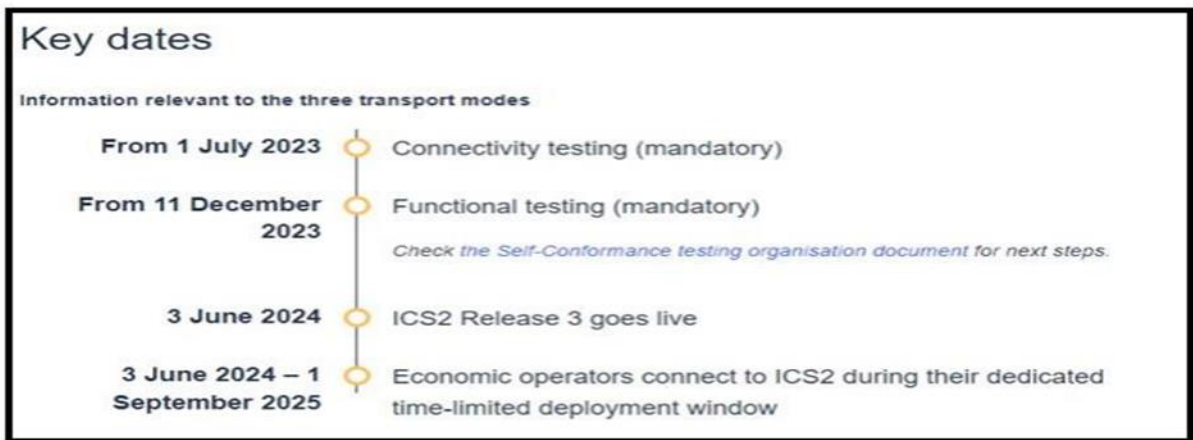 Key dates
Information relevant to the three transport modes
From 1 July 2023
Connectivity testing (mandatory)
From 11 December
2023
Functional testing (mandatory)
Check the Self-Conformance testing organisation document for next steps.
3 June 2024
ICS2 Release 3 goes live
3 June 2024 – 1
September 2025
Economic operators connect to ICS2 during their dedicated
time-limited deployment window